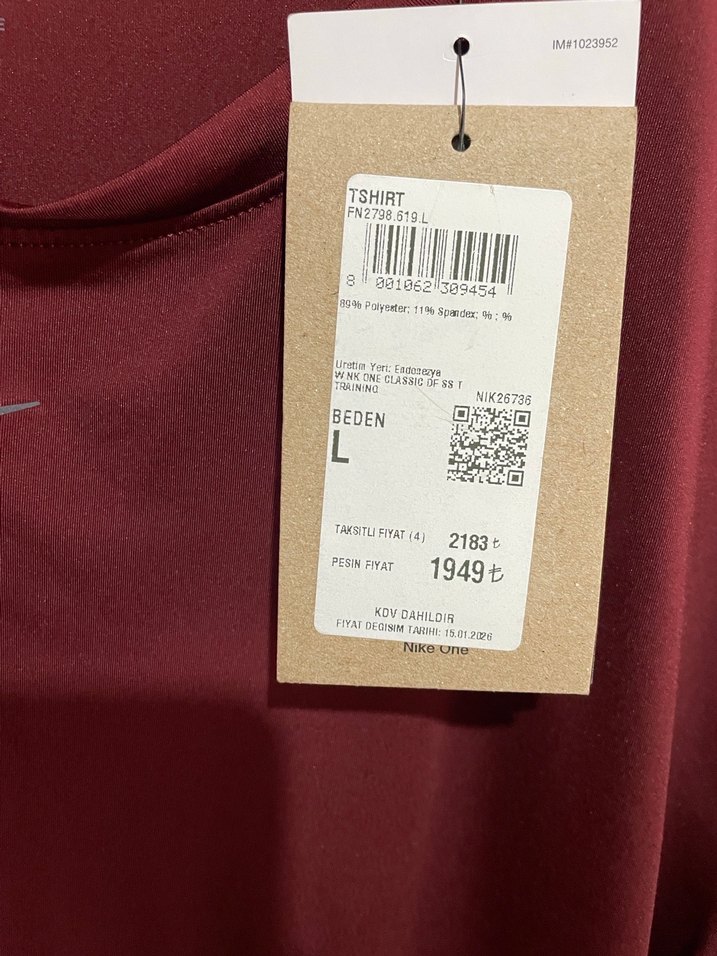 IM#1023952
TSHIRT
FN2798.619.L
8 001062 309454
89% Polyester; 11% Spandex; % ; %
Uretim Yeri: Endonezya
W NK ONE CLASSIC DF SS T
TRAINING
NIK26736
BEDEN
L
TAKSITLI FIYAT (4) 2183 ₺
PESIN FIYAT 1949 ₺
KDV DAHILDIR
FIYAT DEGISIM TARIHI: 15.01.2026
Nike One